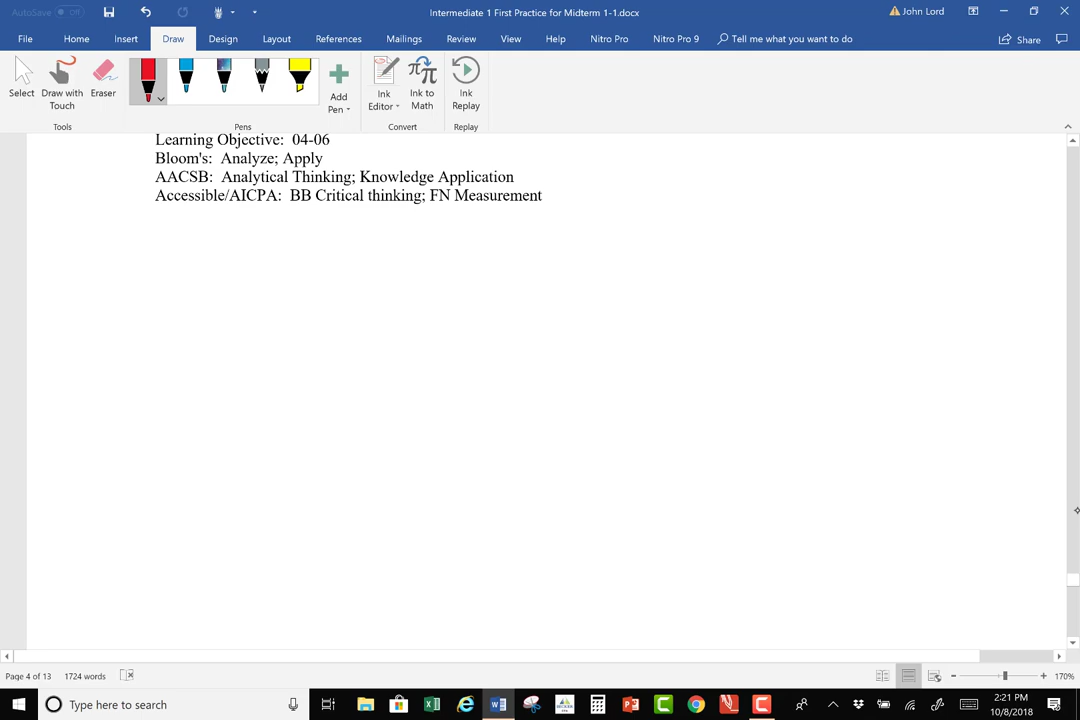 AutoSave Off
Intermediate 1 First Practice for Midterm 1-1.docx
John Lord
File Home Insert Draw Design Layout References Mailings Review View Help Nitro Pro Nitro Pro 9 Tell me what you want to do
Share
Select
Draw with Touch
Eraser
Add Pen
Ink Editor
Ink to Math
Ink Replay
Tools Pens Convert Replay
Learning Objective: 04-06
Bloom's: Analyze; Apply
AACSB: Analytical Thinking; Knowledge Application
Accessible/AICPA: BB Critical thinking; FN Measurement
Page 4 of 13 1724 words
170%
Type here to search
2:21 PM
10/8/2018